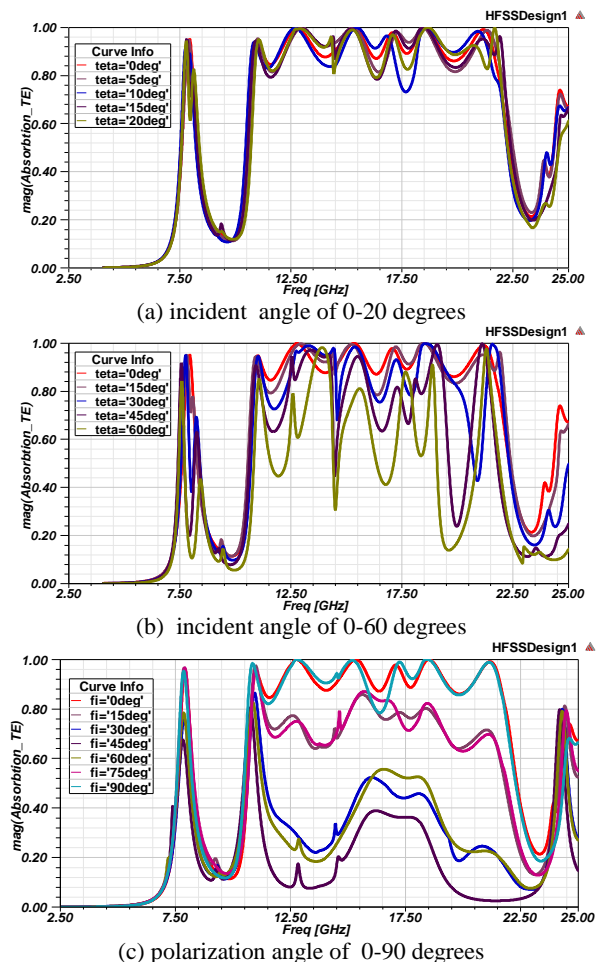 HFSSDesign1
mag(Absorbtion_TE)
1.00
0.80
0.60
0.40
0.20
0.00
Curve Info
teta='0deg'
teta='5deg'
teta='10deg'
teta='15deg'
teta='20deg'
2.50 7.50 12.50 17.50 22.50 25.00
Freq [GHz]
(a) incident angle of 0-20 degrees
HFSSDesign1
mag(Absorbtion_TE)
1.00
0.80
0.60
0.40
0.20
0.00
Curve Info
teta='0deg'
teta='15deg'
teta='30deg'
teta='45deg'
teta='60deg'
2.50 7.50 12.50 17.50 22.50 25.00
Freq [GHz]
(b) incident angle of 0-60 degrees
HFSSDesign1
mag(Absorbtion_TE)
1.00
0.80
0.60
0.40
0.20
0.00
Curve Info
fi='0deg'
fi='15deg'
fi='30deg'
fi='45deg'
fi='60deg'
fi='75deg'
fi='90deg'
2.50 7.50 12.50 17.50 22.50 25.00
Freq [GHz]
(c) polarization angle of 0-90 degrees